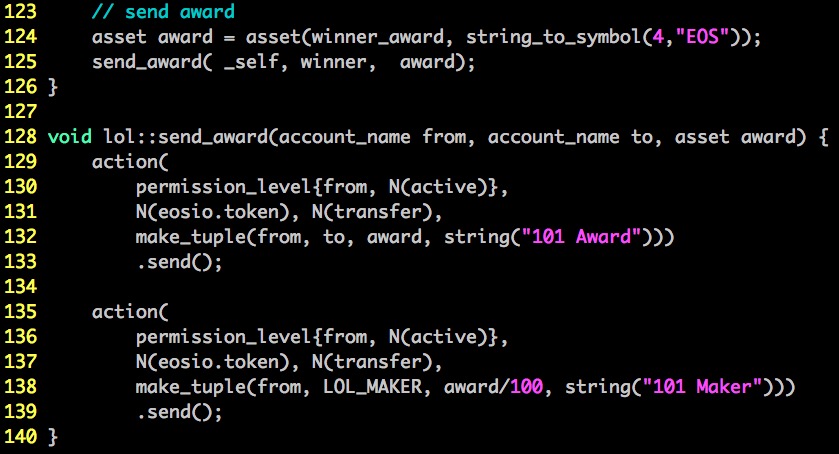 123     // send award
124     asset award = asset(winner_award, string_to_symbol(4,"EOS"));
125     send_award( _self, winner,  award);
126 }
127
128 void lol::send_award(account_name from, account_name to, asset award) {
129     action(
130         permission_level{from, N(active)},
131         N(eosio.token), N(transfer),
132         make_tuple(from, to, award, string("101 Award")))
133         .send();
134
135     action(
136         permission_level{from, N(active)},
137         N(eosio.token), N(transfer),
138         make_tuple(from, LOL_MAKER, award/100, string("101 Maker")))
139         .send();
140 }